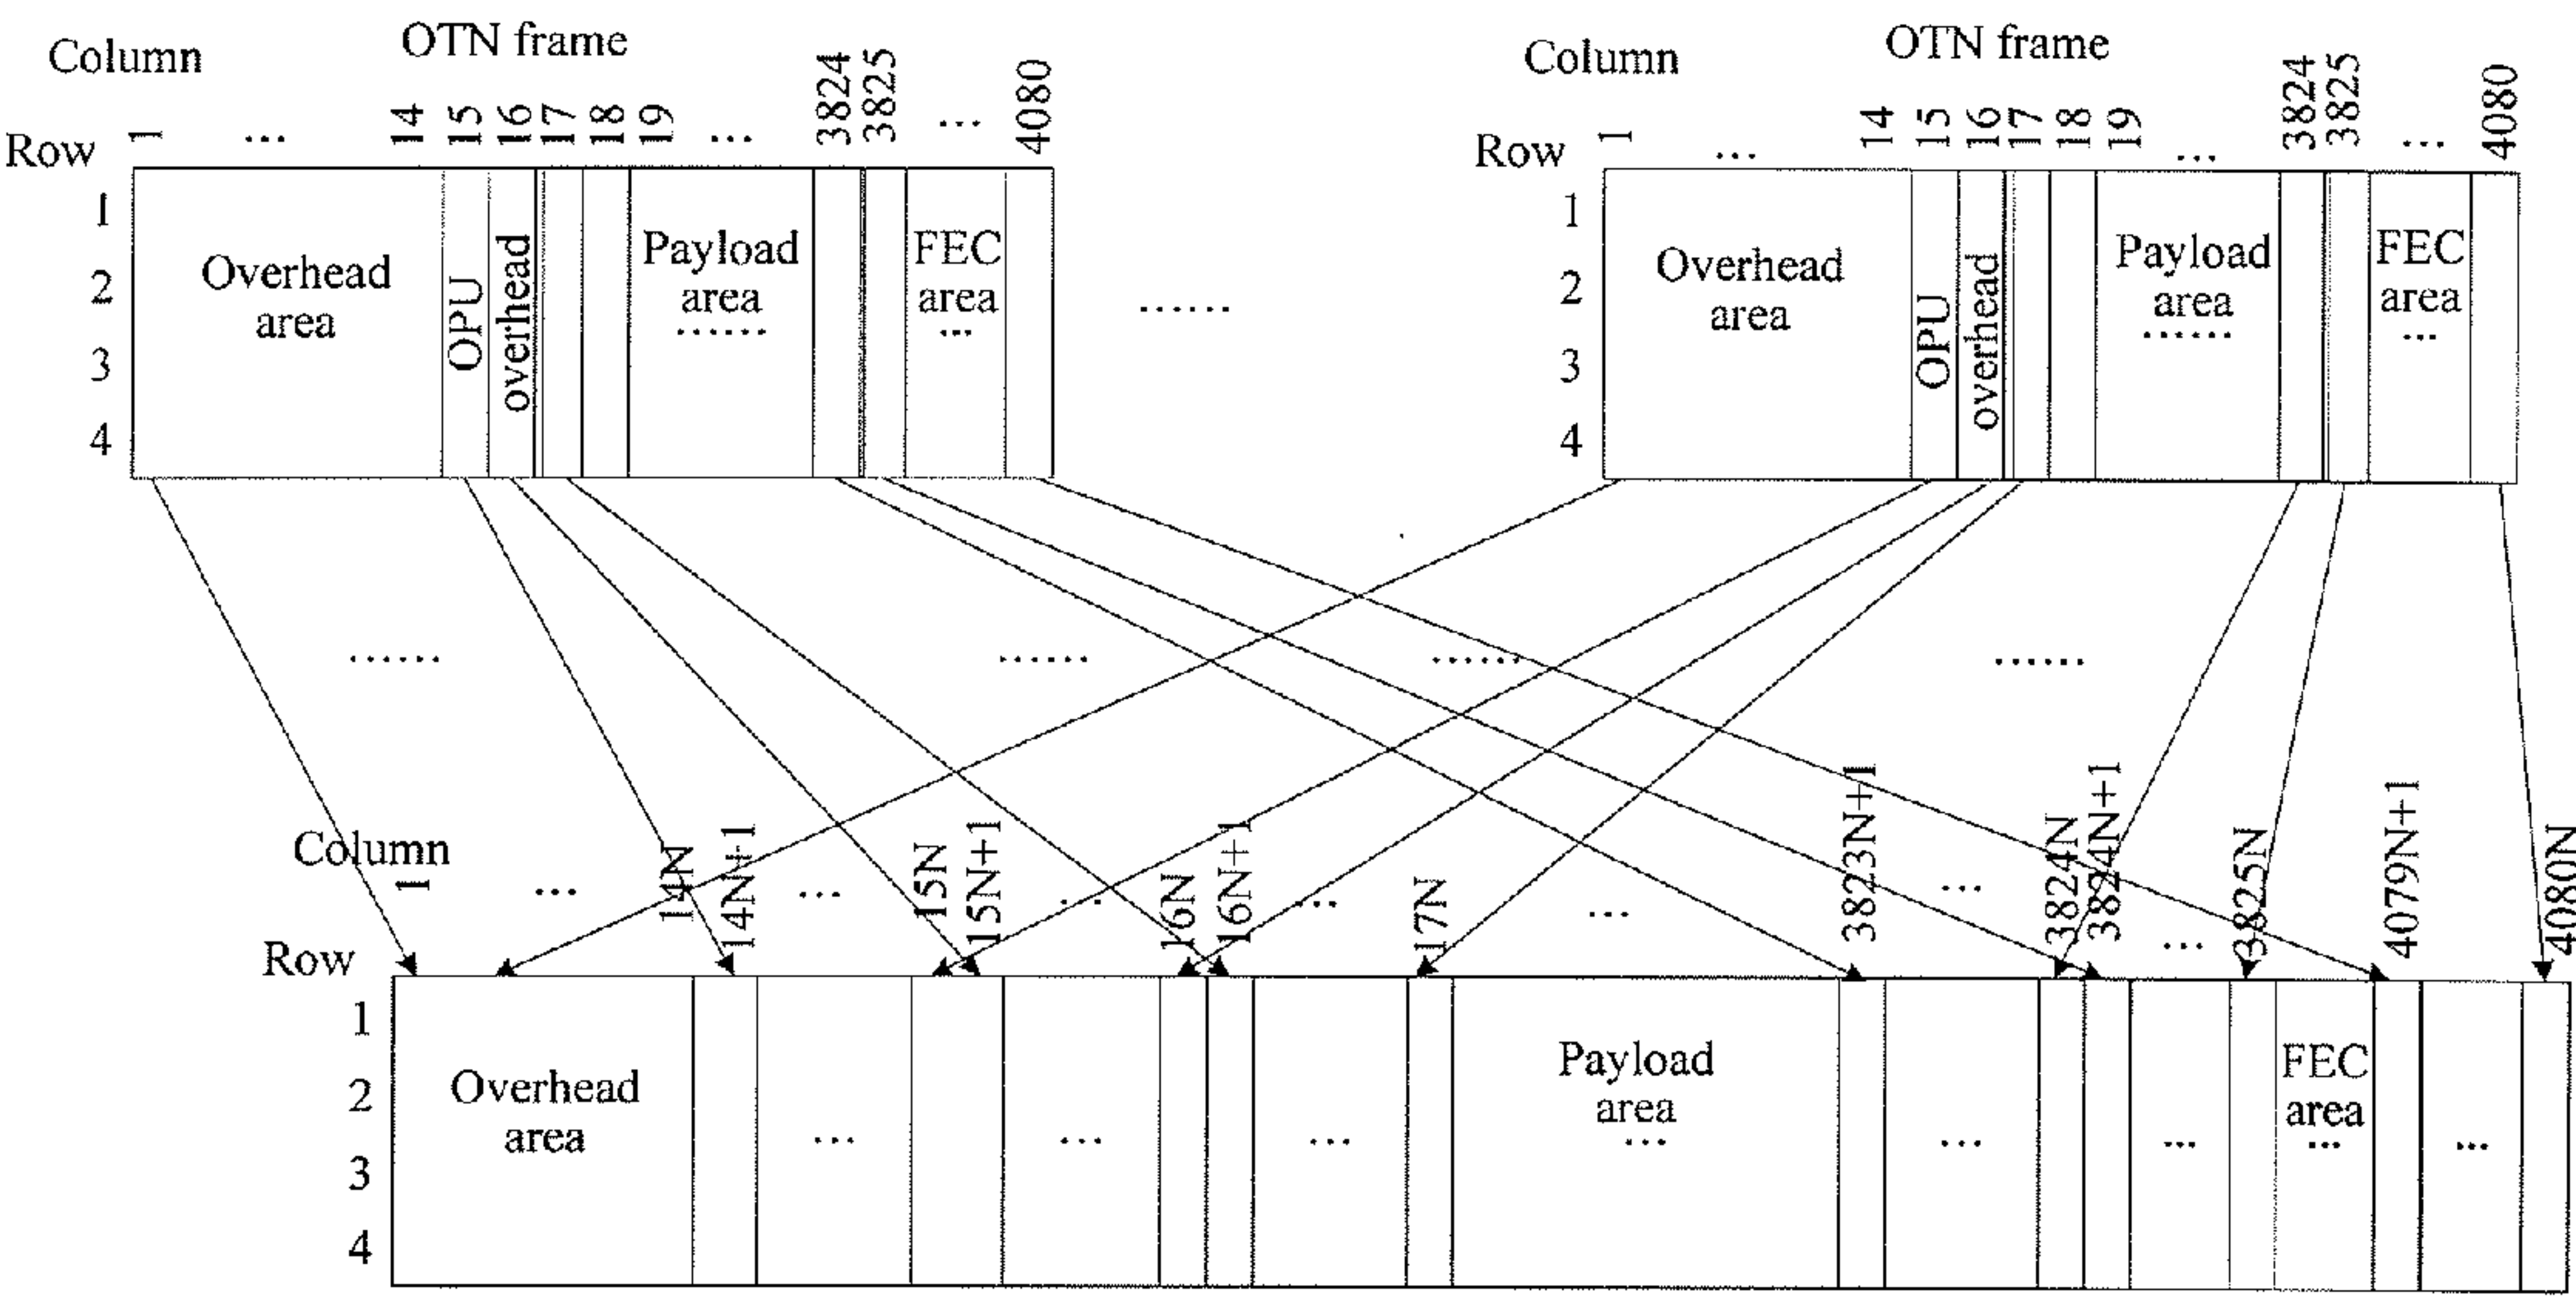 Column OTN frame
Row 1 ... 14 15 16 17 18 19 ... 3824 3825 ... 4080
1
2
3
4
Overhead
area
OPU
overhead
Payload
area
......
FEC
area
...
......
Column OTN frame
Row 1 ... 14 15 16 17 18 19 ... 3824 3825 ... 4080
1
2
3
4
Overhead
area
OPU
overhead
Payload
area
......
FEC
area
...
...... ...... ...... ......
Column
Row 1 ... 14N 14N+1 ... 15N 15N+1 ... 16N 16N+1 ... 17N ... 3823N+1 ... 3824N 3824N+1 ... 3825N 4079N+1 4080N
1
2
3
4
Overhead
area
...
...
...
Payload
area
...
...
...
FEC
area
...
...